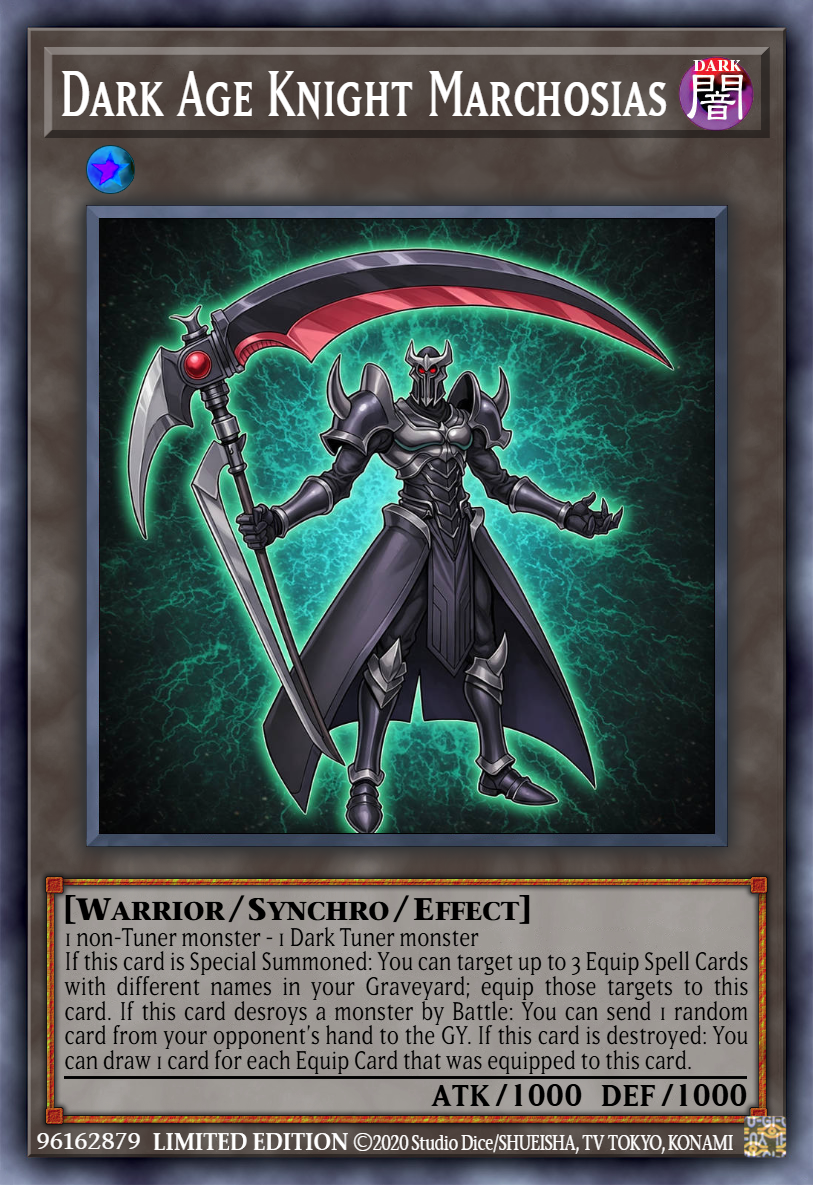 Dark Age Knight Marchosias
DARK
闇
[Warrior/Synchro/Effect]
1 non-Tuner monster - 1 Dark Tuner monster
If this card is Special Summoned: You can target up to 3 Equip Spell Cards
with different names in your Graveyard; equip those targets to this
card. If this card desroys a monster by Battle: You can send 1 random
card from your opponent's hand to the GY. If this card is destroyed: You
can draw 1 card for each Equip Card that was equipped to this card.
ATK/1000 DEF/1000
96162879 LIMITED EDITION ©2020 Studio Dice/SHUEISHA, TV TOKYO, KONAMI